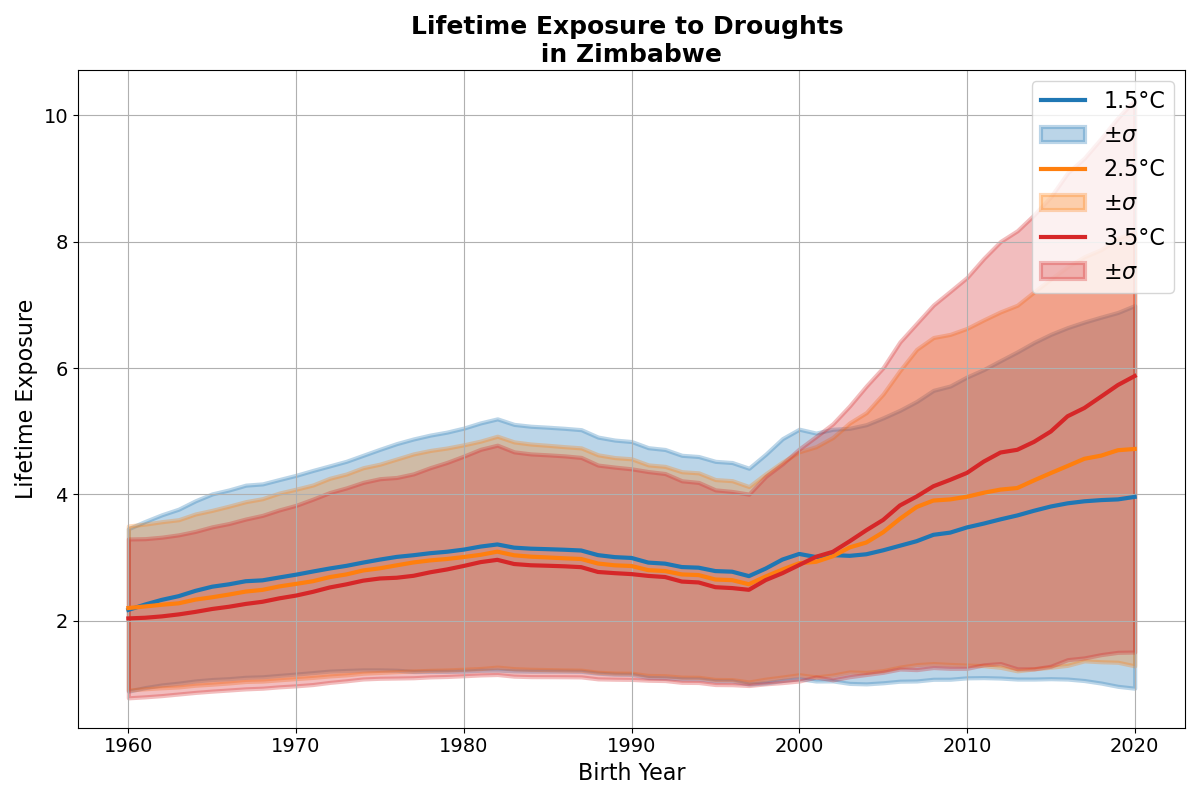 Lifetime Exposure to Droughts
in Zimbabwe
10
8
6
4
2
Lifetime Exposure
1960
1970
1980
1990
2000
2010
2020
Birth Year
1.5°C
±σ
2.5°C
±σ
3.5°C
±σ